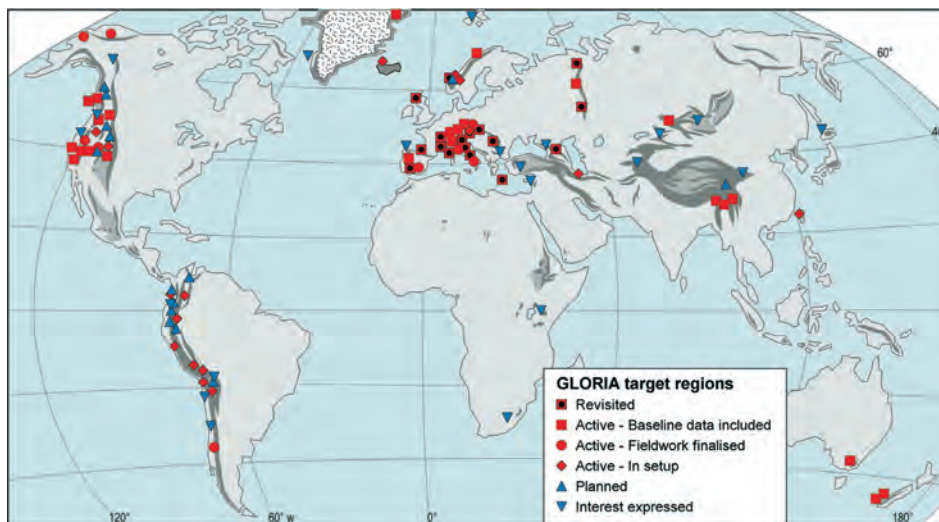 60°
GLORIA target regions
Revisited
Active - Baseline data included
Active - Fieldwork finalised
Active - In setup
Planned
Interest expressed
120°
60° w
0°
180°